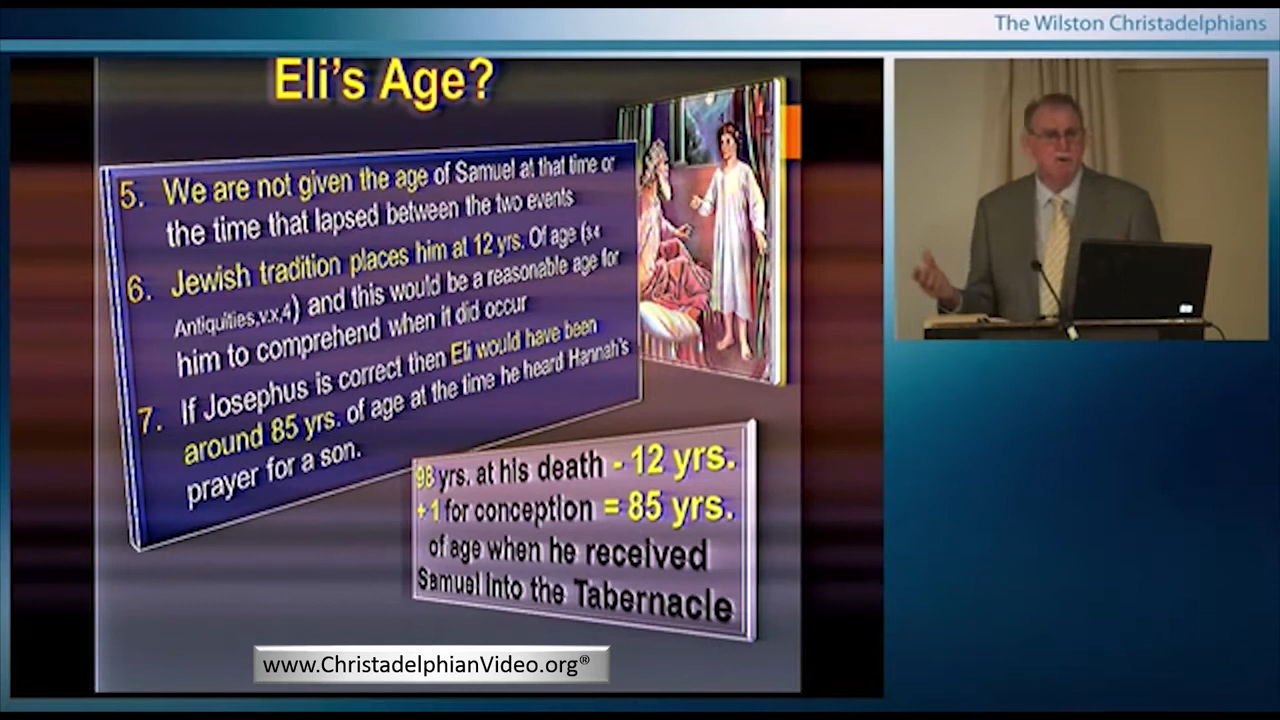 The Wilston Christadelphians
Eli's Age?
5. We are not given the age of Samuel at that time or
the time that lapsed between the two events
6. Jewish tradition places him at 12 yrs. Of age (
Antiquities,v.x,4) and this would be a reasonable age for
him to comprehend when it did occur
7. If Josephus is correct then Eli would have been
around 85 yrs. of age at the time he heard Hannah's
prayer for a son.
98 yrs. at his death - 12 yrs.
+ 1 for conception = 85 yrs.
of age when he received
Samuel into the Tabernacle
www.ChristadelphianVideo.org®